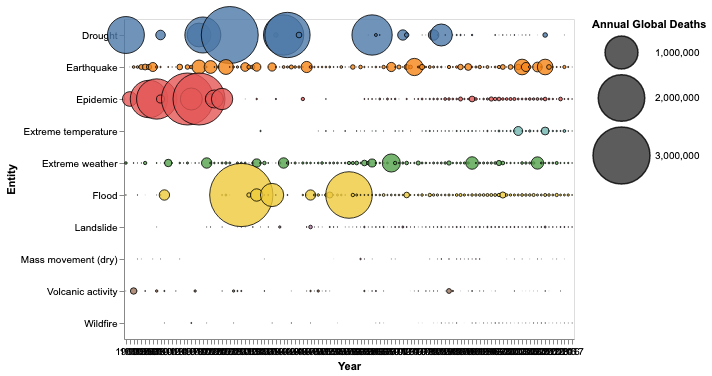 Annual Global Deaths
1,000,000
2,000,000
3,000,000
Drought
Earthquake
Epidemic
Extreme temperature
Extreme weather
Flood
Landslide
Mass movement (dry)
Volcanic activity
Wildfire
Entity
Year